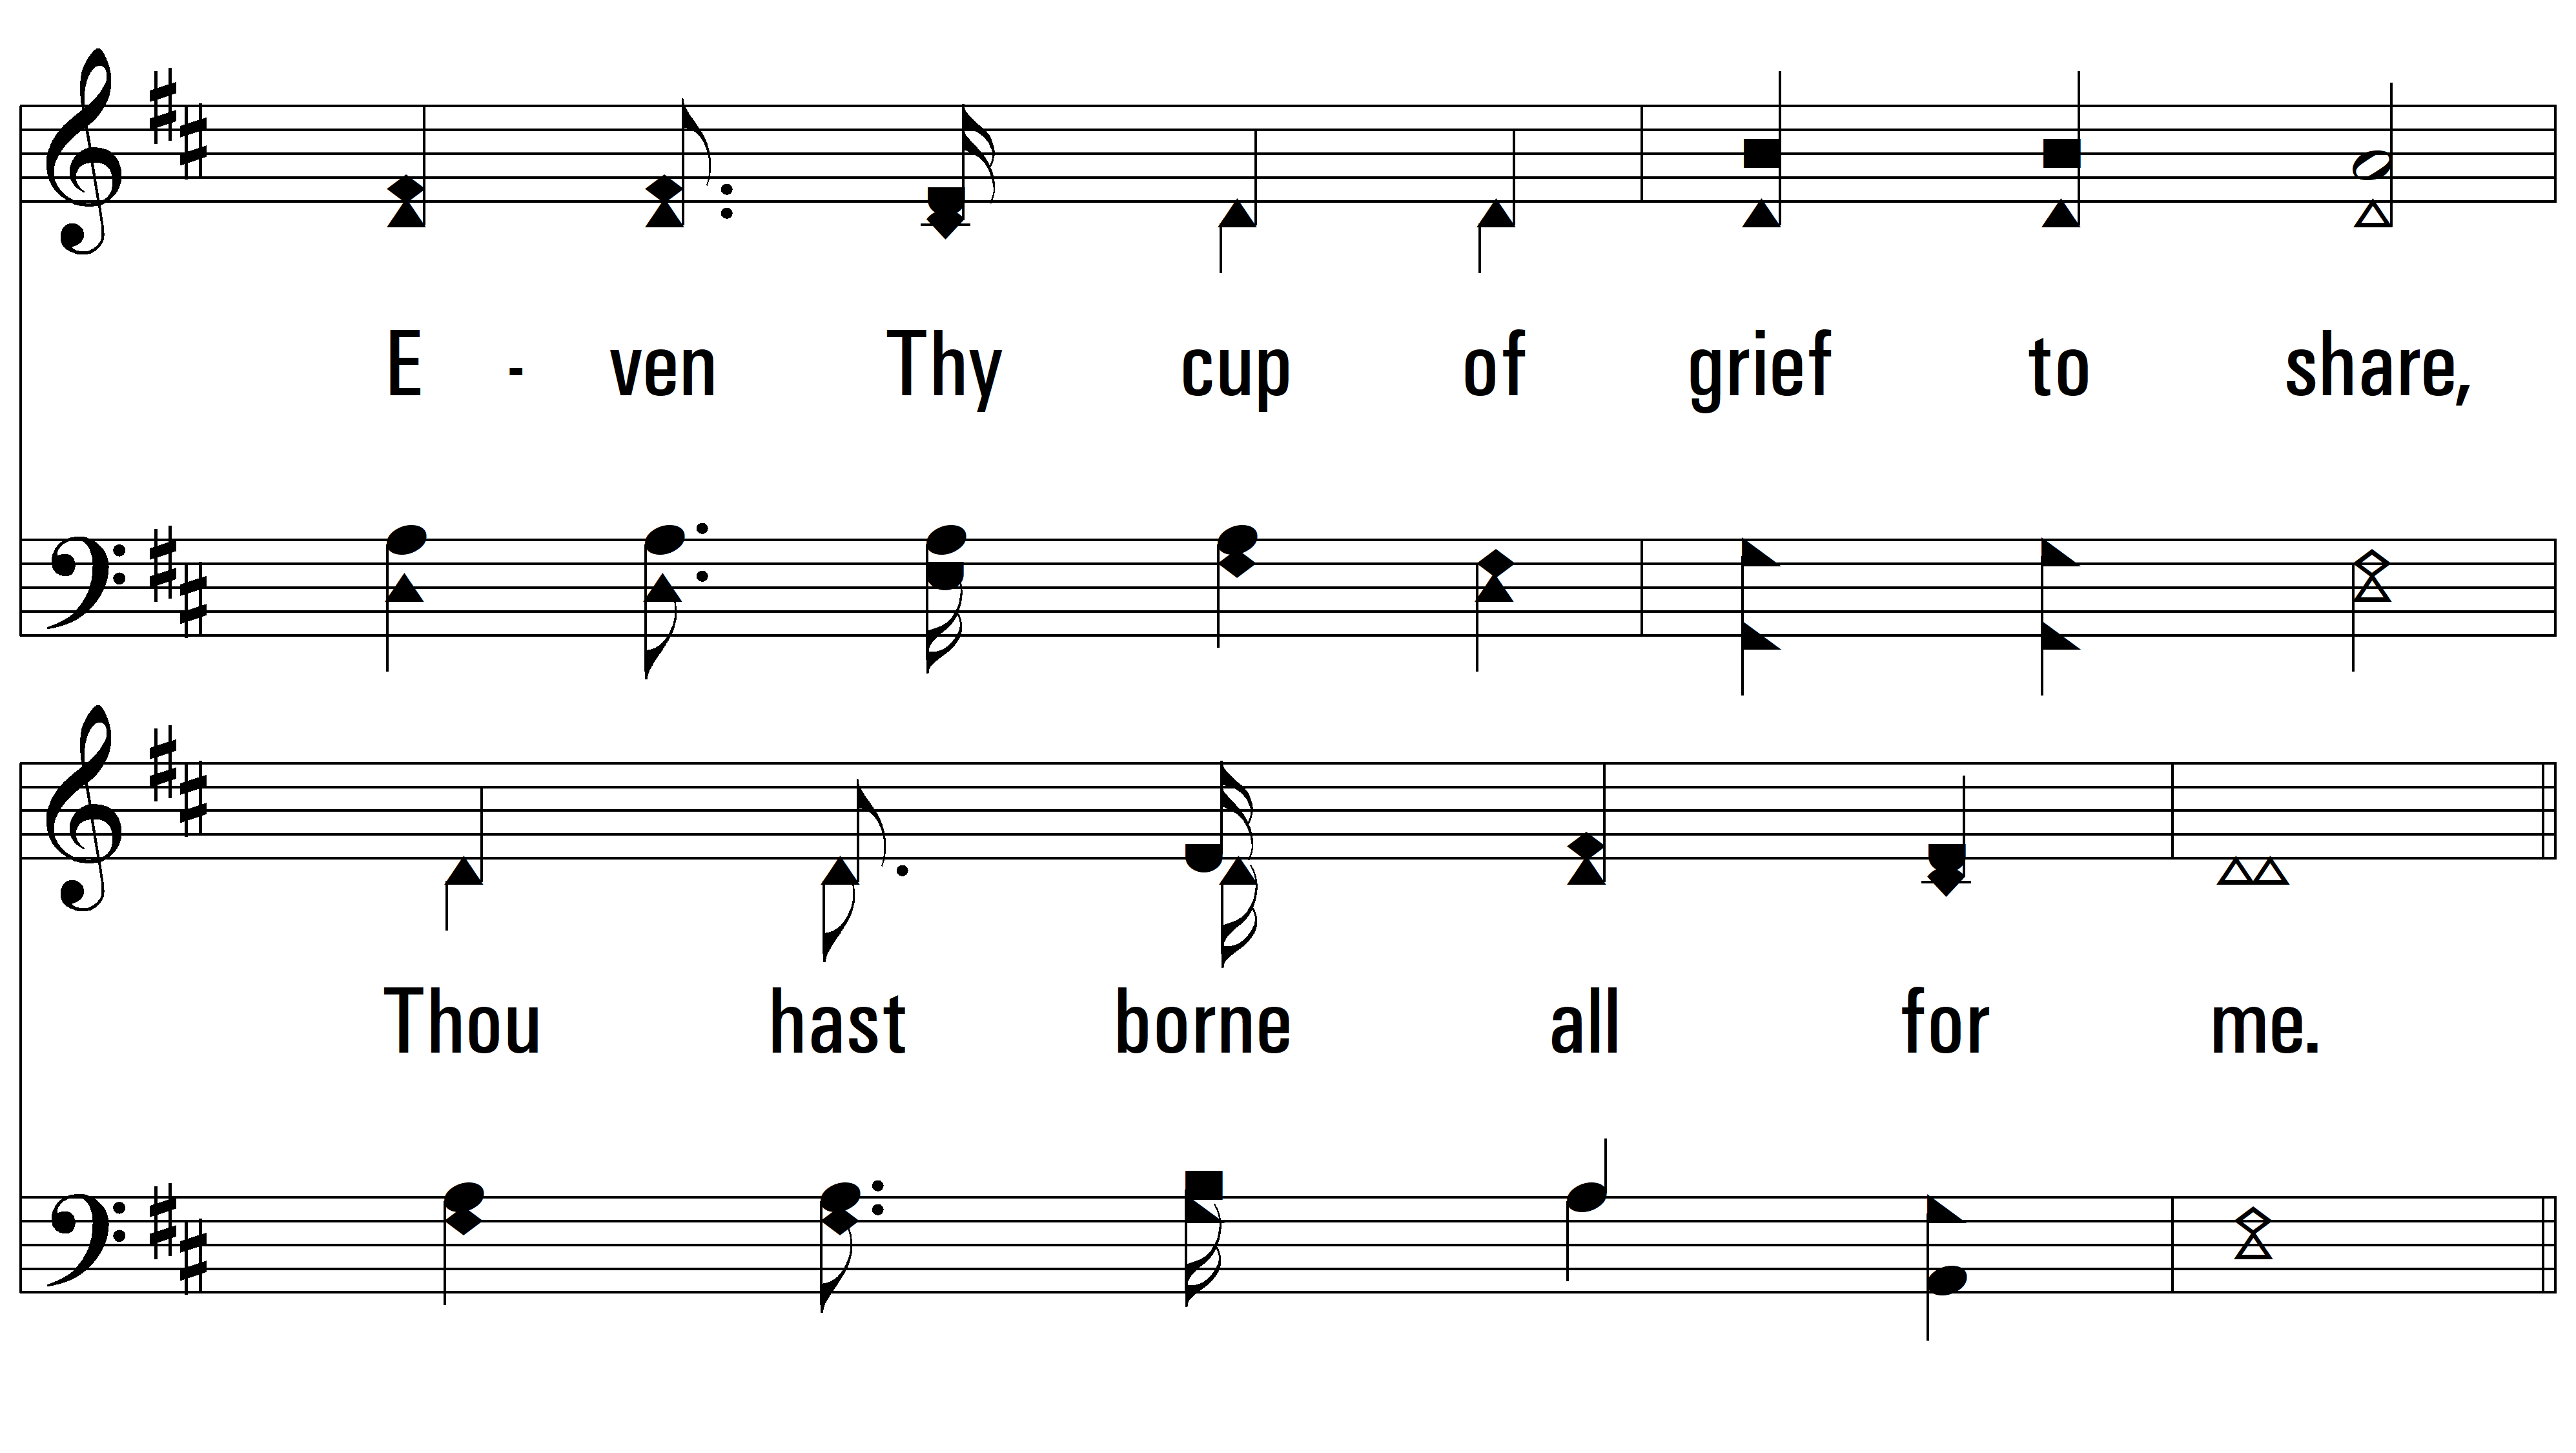 E - ven Thy cup of grief to share,
Thou hast borne all for me.